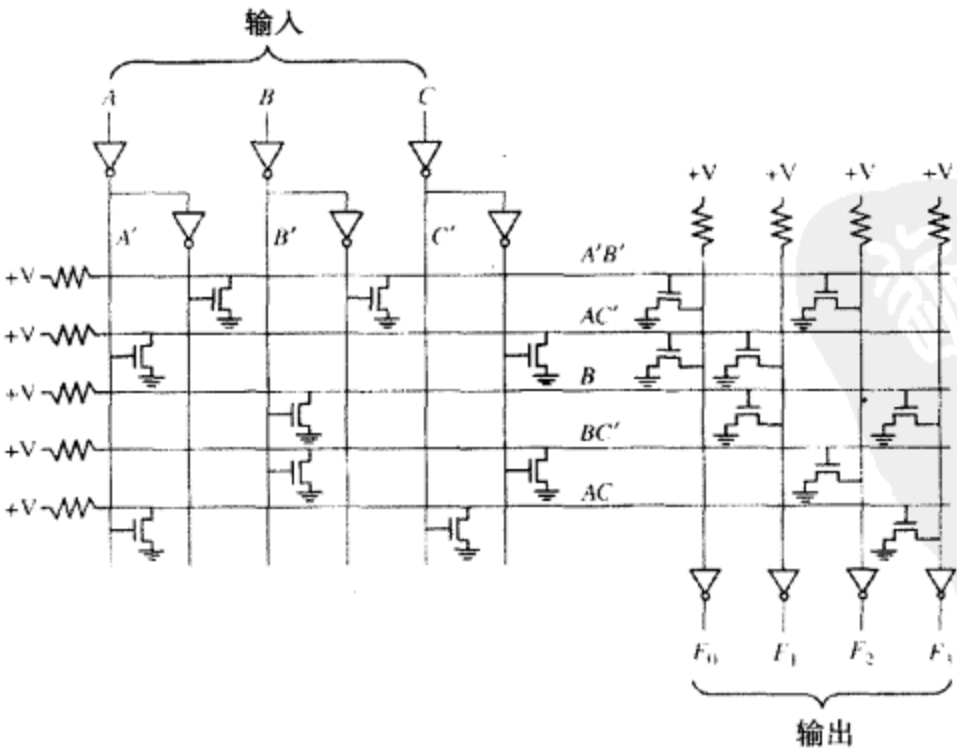 输入
A B C
+V +V +V +V
A' B' C'
+V A'B'
+V AC'
+V B
+V BC'
+V AC
F₀ F₁ F₂ F₃
输出